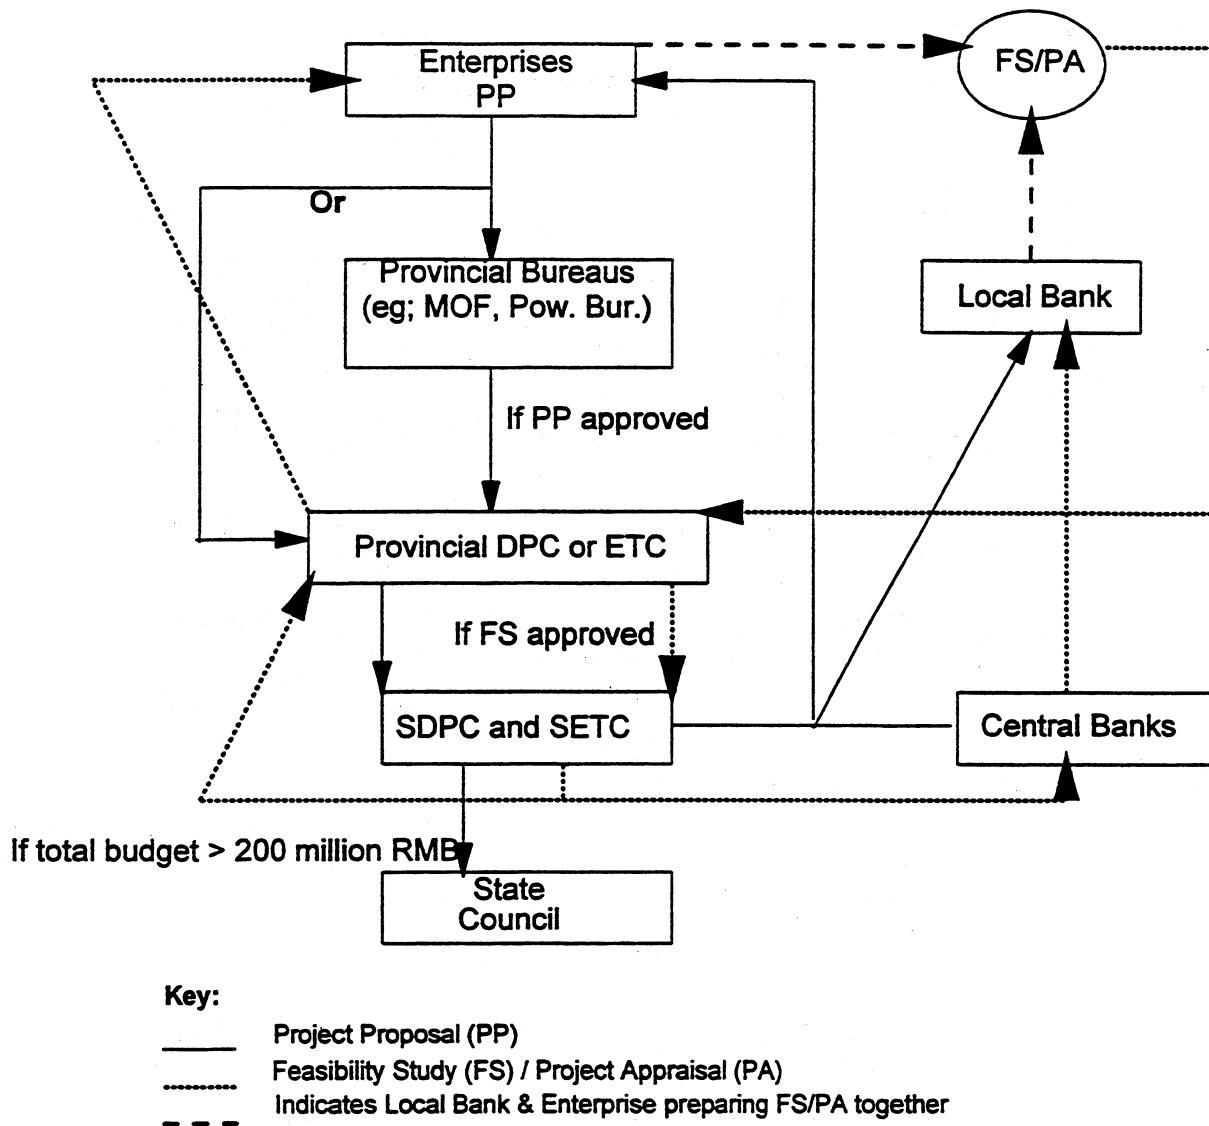 Enterprises
PP
FS/PA
Or
Provincial Bureaus
(eg; MOF, Pow. Bur.)
Local Bank
If PP approved
Provincial DPC or ETC
If FS approved
SDPC and SETC
Central Banks
If total budget > 200 million RMB
State
Council
Key:
Project Proposal (PP)
Feasibility Study (FS) / Project Appraisal (PA)
Indicates Local Bank & Enterprise preparing FS/PA together